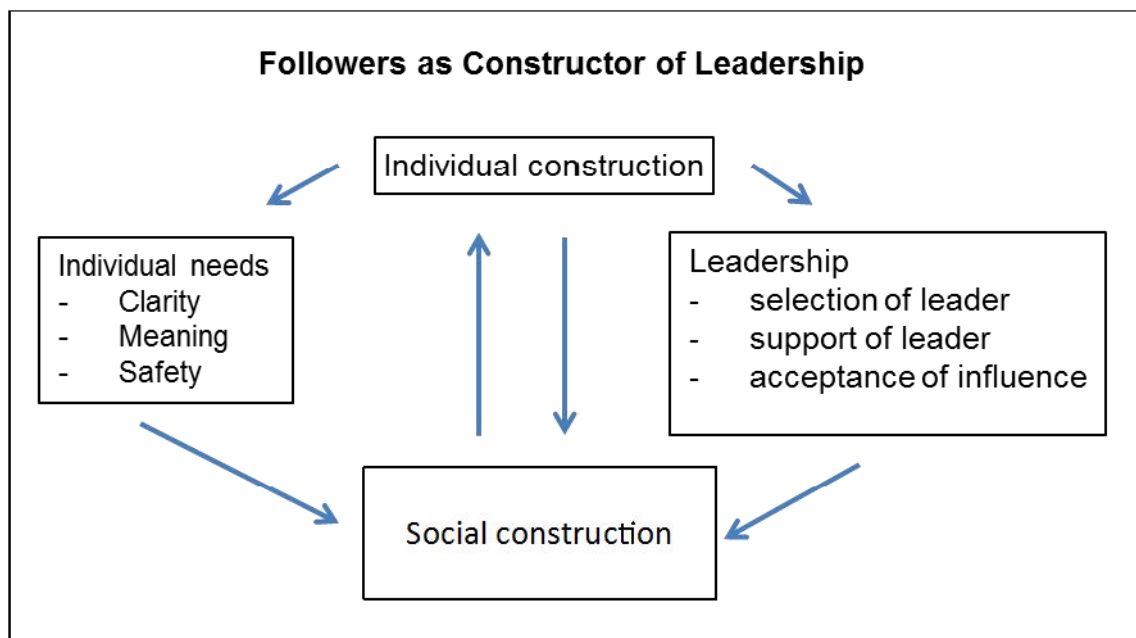 Followers as Constructor of Leadership
Individual construction
Individual needs
- Clarity
- Meaning
- Safety
Leadership
- selection of leader
- support of leader
- acceptance of influence
Social construction